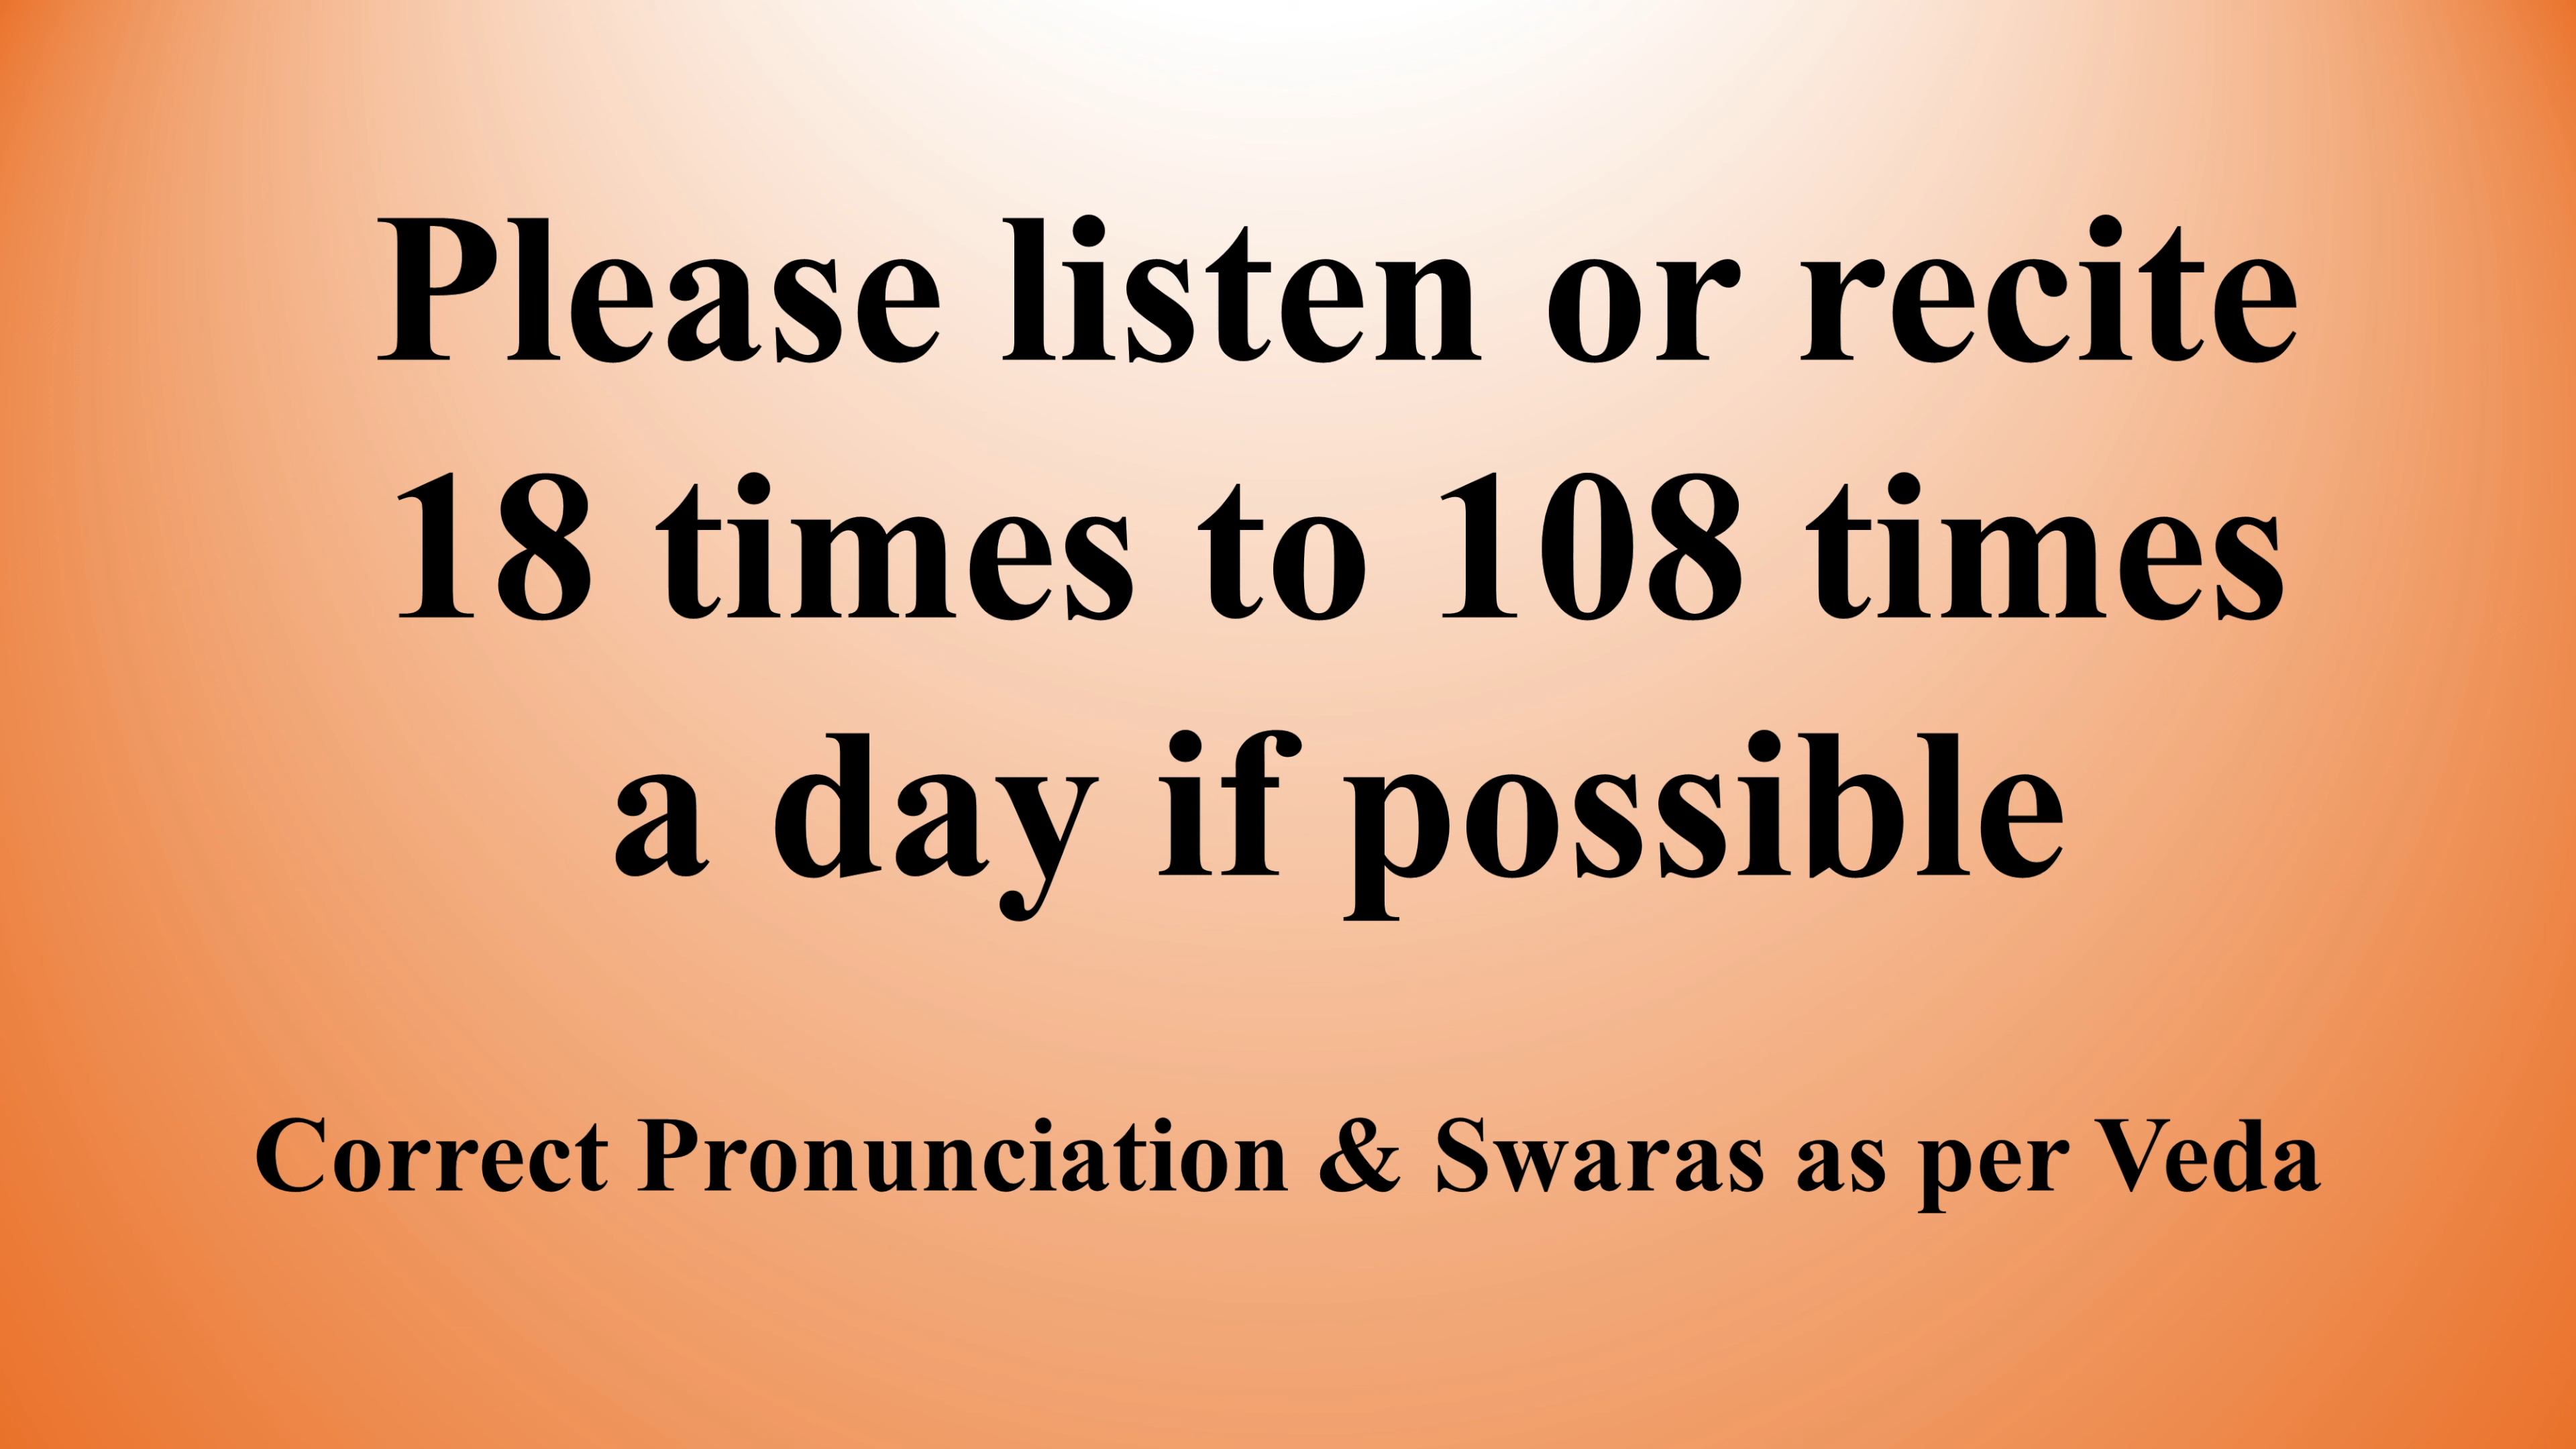 Please listen or recite
18 times to 108 times
a day if possible
Correct Pronunciation & Swaras as per Veda